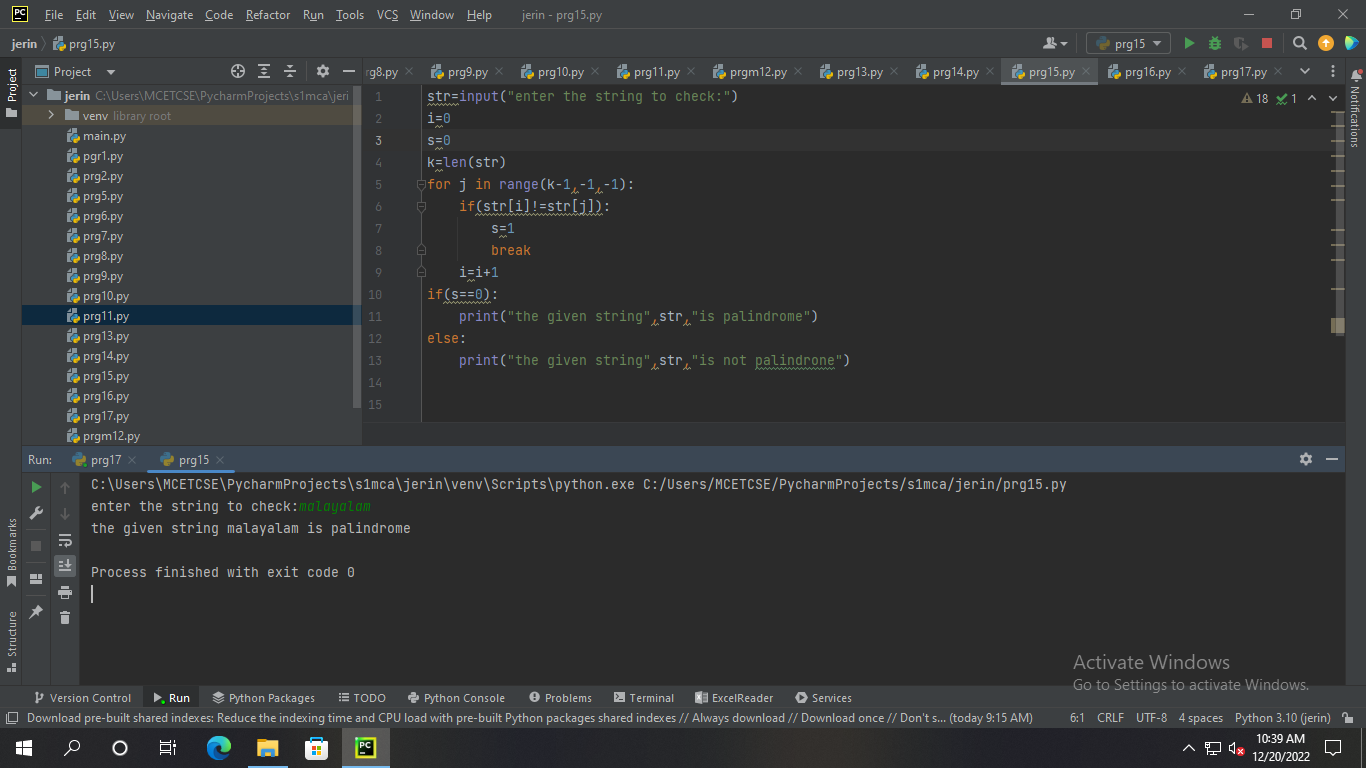 PC File Edit View Navigate Code Refactor Run Tools VCS Window Help jerin - prg15.py
jerin prg15.py prg15
Project
Project
rg8.py prg9.py prg10.py prg11.py prgm12.py prg13.py prg14.py prg15.py prg16.py prg17.py
Notifications
jerin C:\Users\MCETCSE\PycharmProjects\s1mca\jeri
venv library root
main.py
pgr1.py
prg2.py
prg5.py
prg6.py
prg7.py
prg8.py
prg9.py
prg10.py
prg11.py
prg13.py
prg14.py
prg15.py
prg16.py
prg17.py
prgm12.py
18 1
1 str=input("enter the string to check:")
2 i=0
3 s=0
4 k=len(str)
5 for j in range(k-1,-1,-1):
6 if(str[i]!=str[j]):
7 s=1
8 break
9 i=i+1
10 if(s==0):
11 print("the given string",str,"is palindrome")
12 else:
13 print("the given string",str,"is not palindrone")
14
15
Run: prg17 prg15
C:\Users\MCETCSE\PycharmProjects\s1mca\jerin\venv\Scripts\python.exe C:/Users/MCETCSE/PycharmProjects/s1mca/jerin/prg15.py
enter the string to check:malayalam
the given string malayalam is palindrome
Process finished with exit code 0
Bookmarks
Structure
Activate Windows
Go to Settings to activate Windows.
Version Control Run Python Packages TODO Python Console Problems Terminal ExcelReader Services
Download pre-built shared indexes: Reduce the indexing time and CPU load with pre-built Python packages shared indexes // Always download // Download once // Don't s... (today 9:15 AM) 6:1 CRLF UTF-8 4 spaces Python 3.10 (jerin)
PC
10:39 AM
12/20/2022